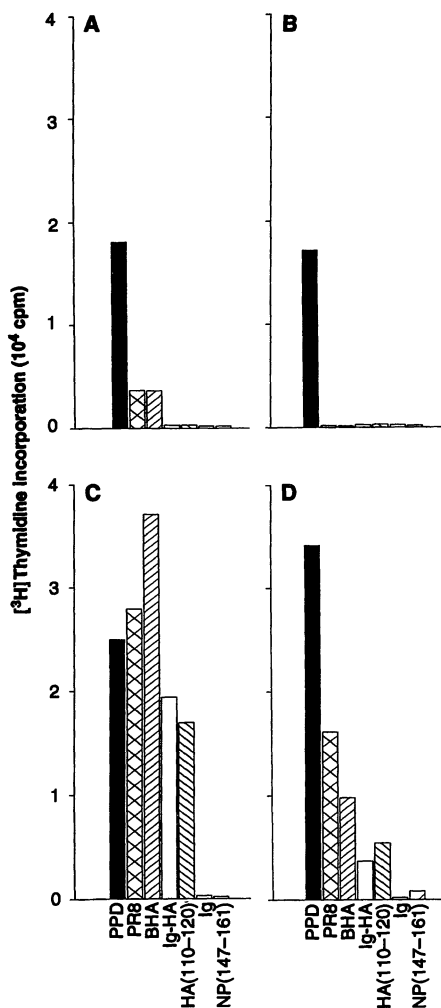 A
B
4
3
2
1
0
C
D
4
3
2
1
0
[³H]Thymidine incorporation (10⁴ cpm)
PPD
PR8
BHA
Ig-HA
HA(110–120)
Ig
NP(147–161)
PPD
PR8
BHA
Ig-HA
HA(110–120)
Ig
NP(147–161)